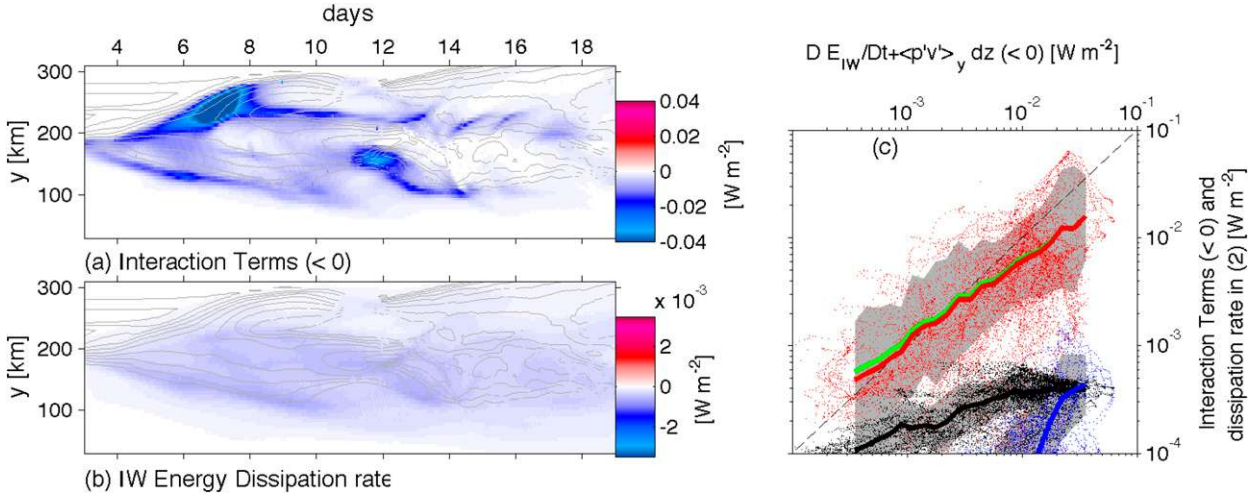 days
4 6 8 10 12 14 16 18
300
200
100
y [km]
0.04
0.02
0
-0.02
-0.04
[W m-2]
(a) Interaction Terms (< 0)
300
200
100
y [km]
x 10-3
2
0
-2
[W m-2]
(b) IW Energy Dissipation rate
D EIW/Dt+<p'v'>y dz (< 0) [W m-2]
10-3 10-2 10-1
(c)
10-1
10-2
10-3
10-4
Interaction Terms (< 0) and
dissipation rate in (2) [W m-2]